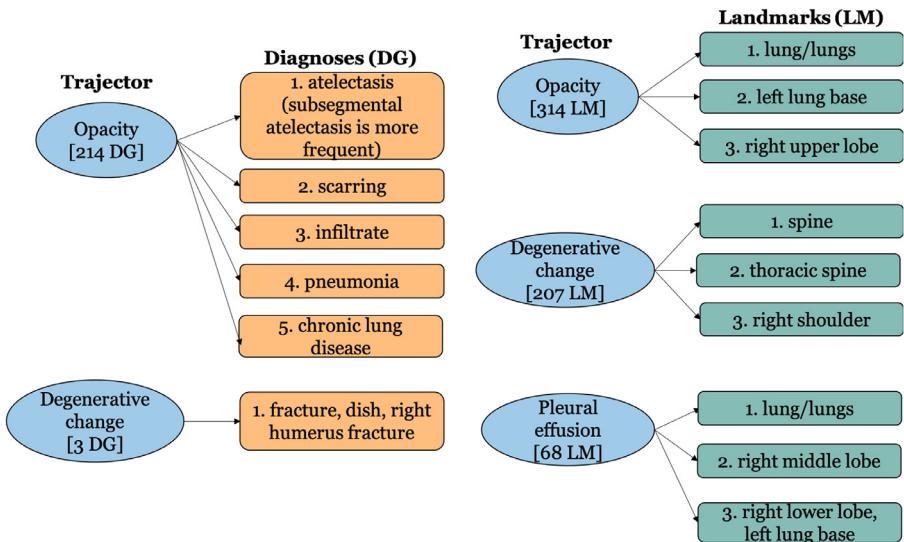 Trajector
Diagnoses (DG)
Opacity
[214 DG]
1. atelectasis
(subsegmental
atelectasis is more
frequent)
2. scarring
3. infiltrate
4. pneumonia
5. chronic lung
disease
Degenerative
change
[3 DG]
1. fracture, dish, right
humerus fracture
Trajector
Landmarks (LM)
Opacity
[314 LM]
1. lung/lungs
2. left lung base
3. right upper lobe
Degenerative
change
[207 LM]
1. spine
2. thoracic spine
3. right shoulder
Pleural
effusion
[68 LM]
1. lung/lungs
2. right middle lobe
3. right lower lobe,
left lung base